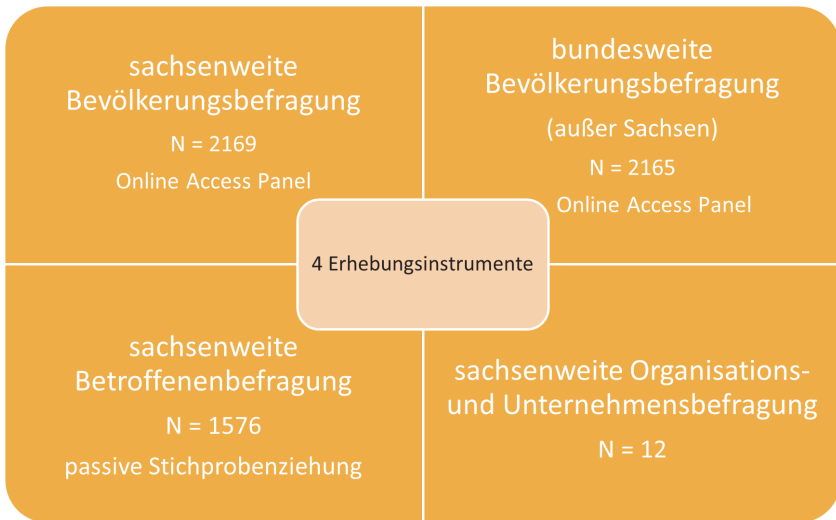 sachsenweite
Bevölkerungsbefragung
N = 2169
Online Access Panel
bundesweite
Bevölkerungsbefragung
(außer Sachsen)
N = 2165
Online Access Panel
4 Erhebungsinstrumente
sachsenweite
Betroffenenbefragung
N = 1576
passive Stichprobenziehung
sachsenweite Organisations-
und Unternehmensbefragung
N = 12